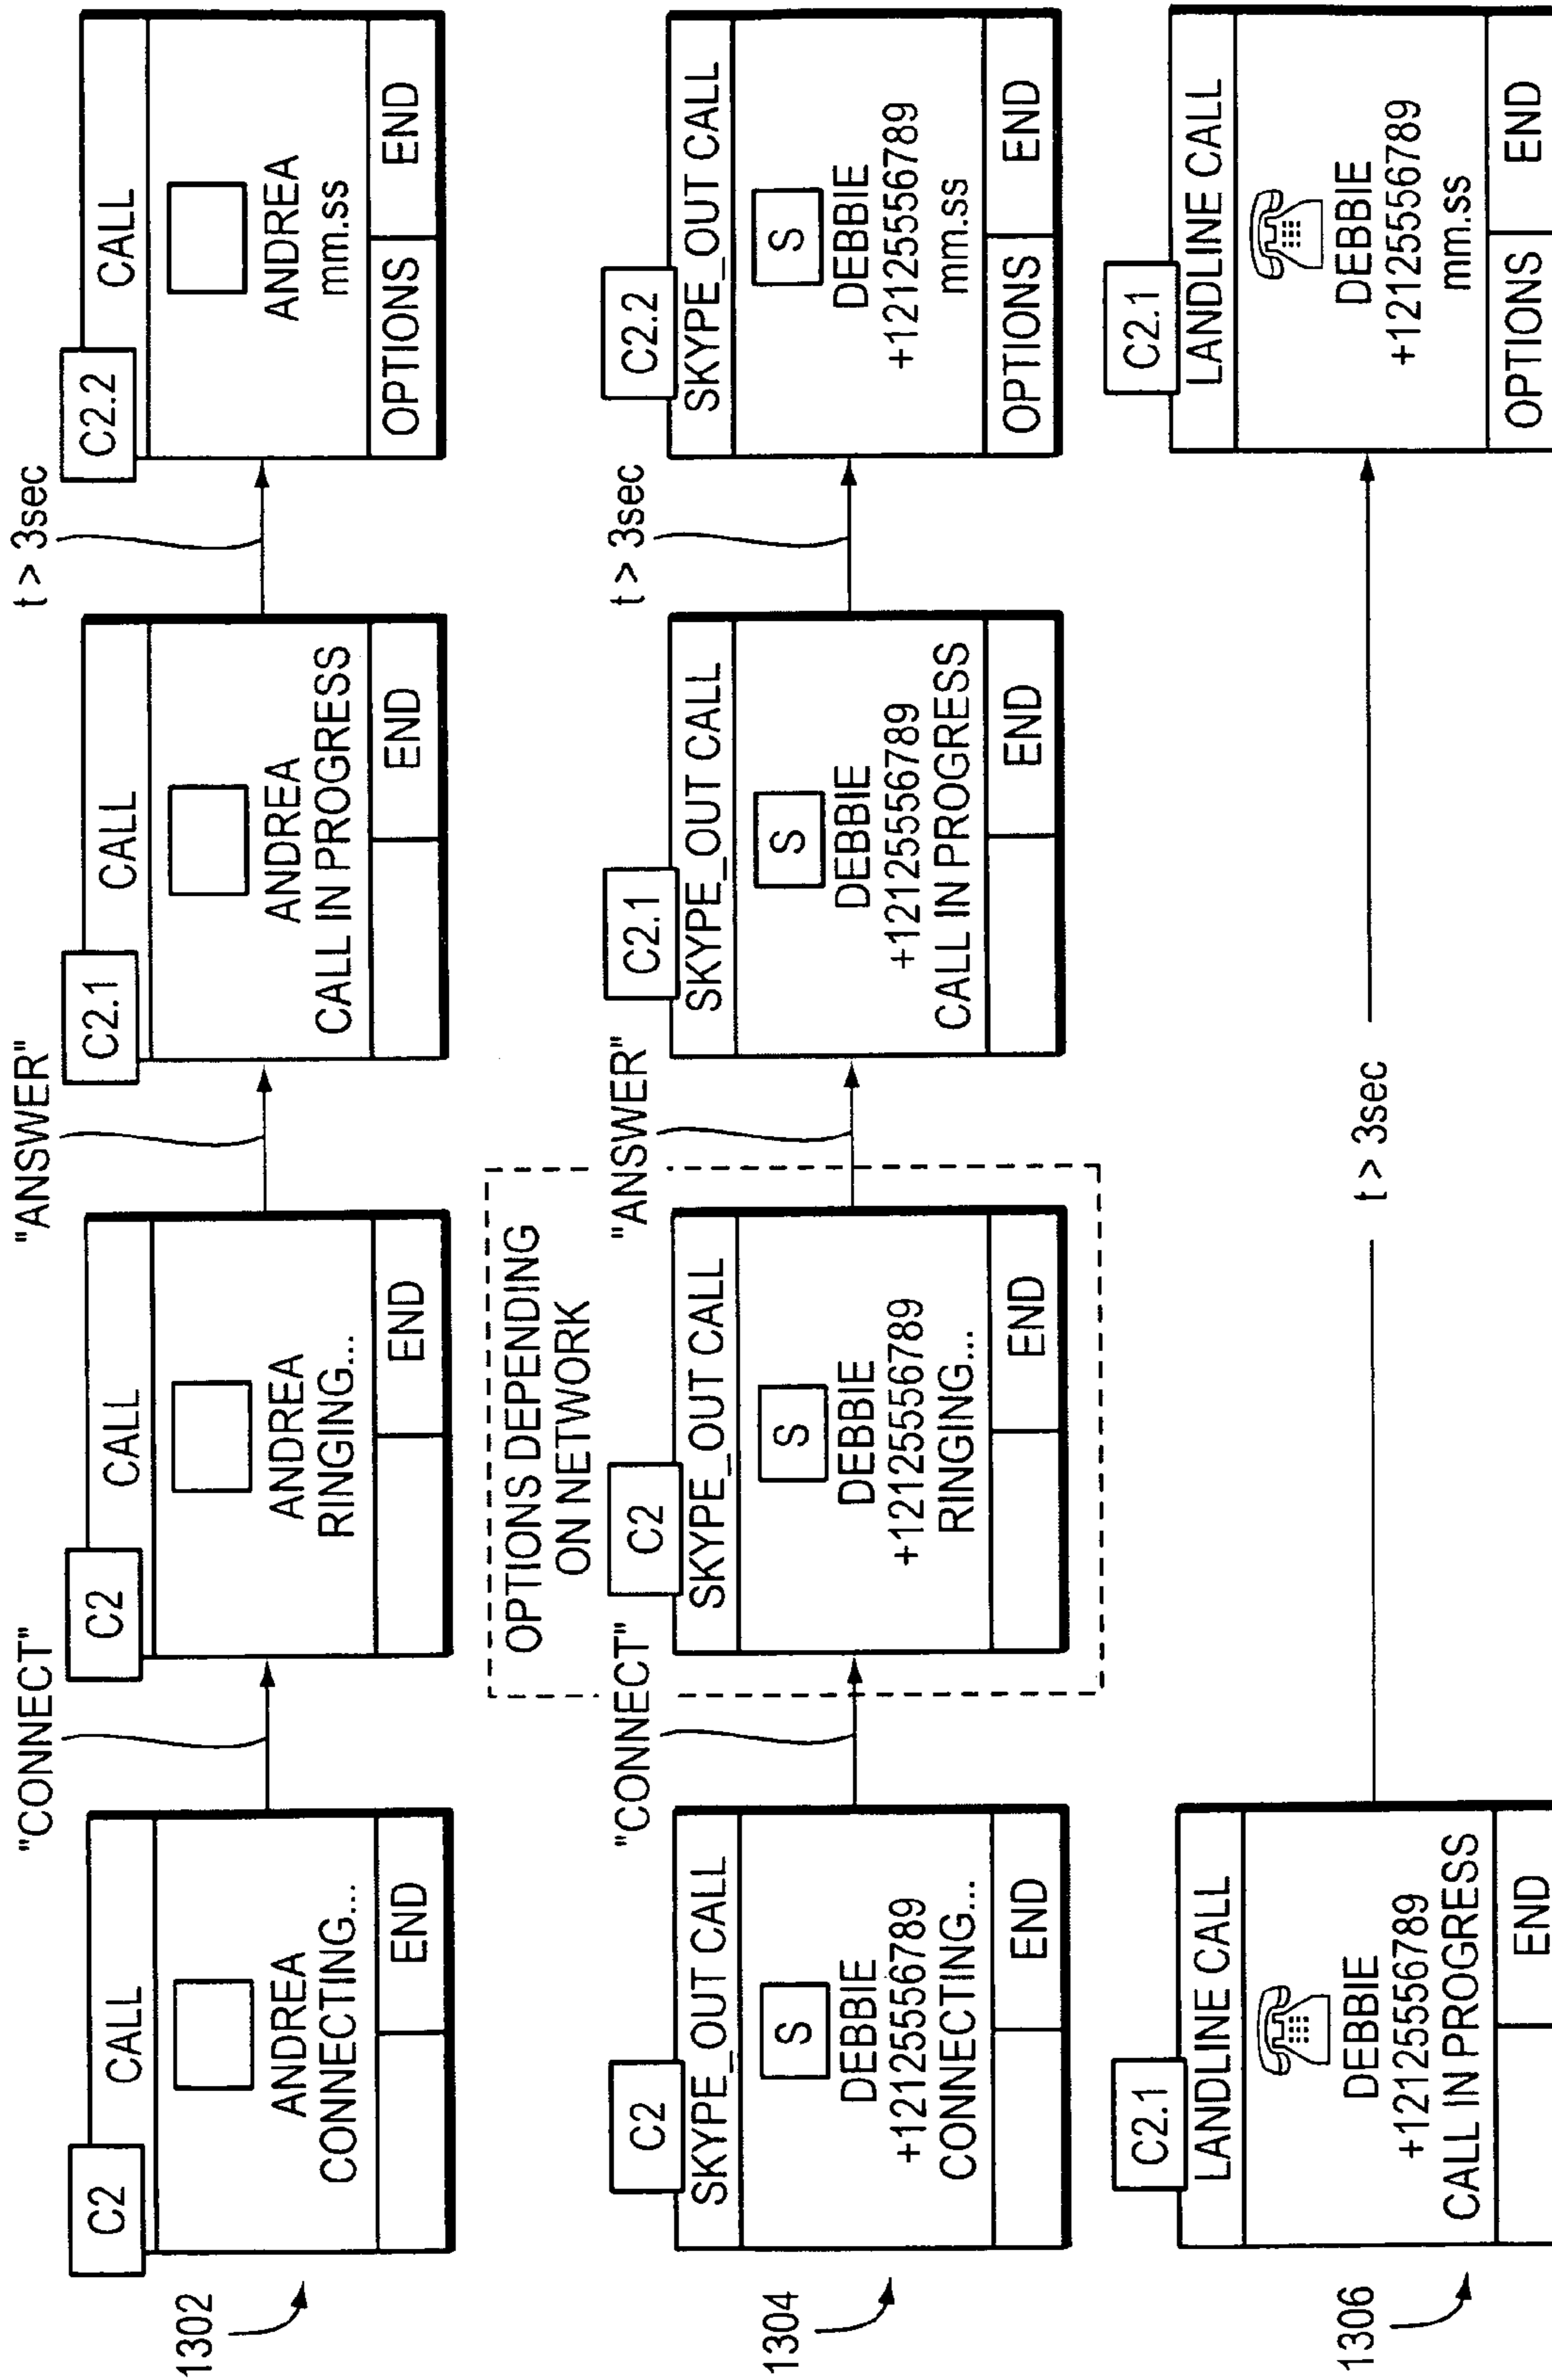 1302
C2
CALL
ANDREA
CONNECTING...
END
"CONNECT"
C2
CALL
ANDREA
RINGING...
END
"ANSWER"
C2.1
CALL
ANDREA
CALL IN PROGRESS
END
t > 3sec
C2.2
CALL
ANDREA
mm.ss
OPTIONS
END
1304
C2
SKYPE_OUT CALL
S
DEBBIE
+12125556789
CONNECTING...
END
"CONNECT"
OPTIONS DEPENDING
ON NETWORK
C2
SKYPE_OUT CALL
S
DEBBIE
+12125556789
RINGING...
END
"ANSWER"
C2.1
SKYPE_OUT CALL
S
DEBBIE
+12125556789
CALL IN PROGRESS
END
t > 3sec
C2.2
SKYPE_OUT CALL
S
DEBBIE
+12125556789
mm.ss
OPTIONS
END
1306
C2.1
LANDLINE CALL
DEBBIE
+12125556789
CALL IN PROGRESS
END
t > 3sec
C2.1
LANDLINE CALL
DEBBIE
+12125556789
mm.ss
OPTIONS
END